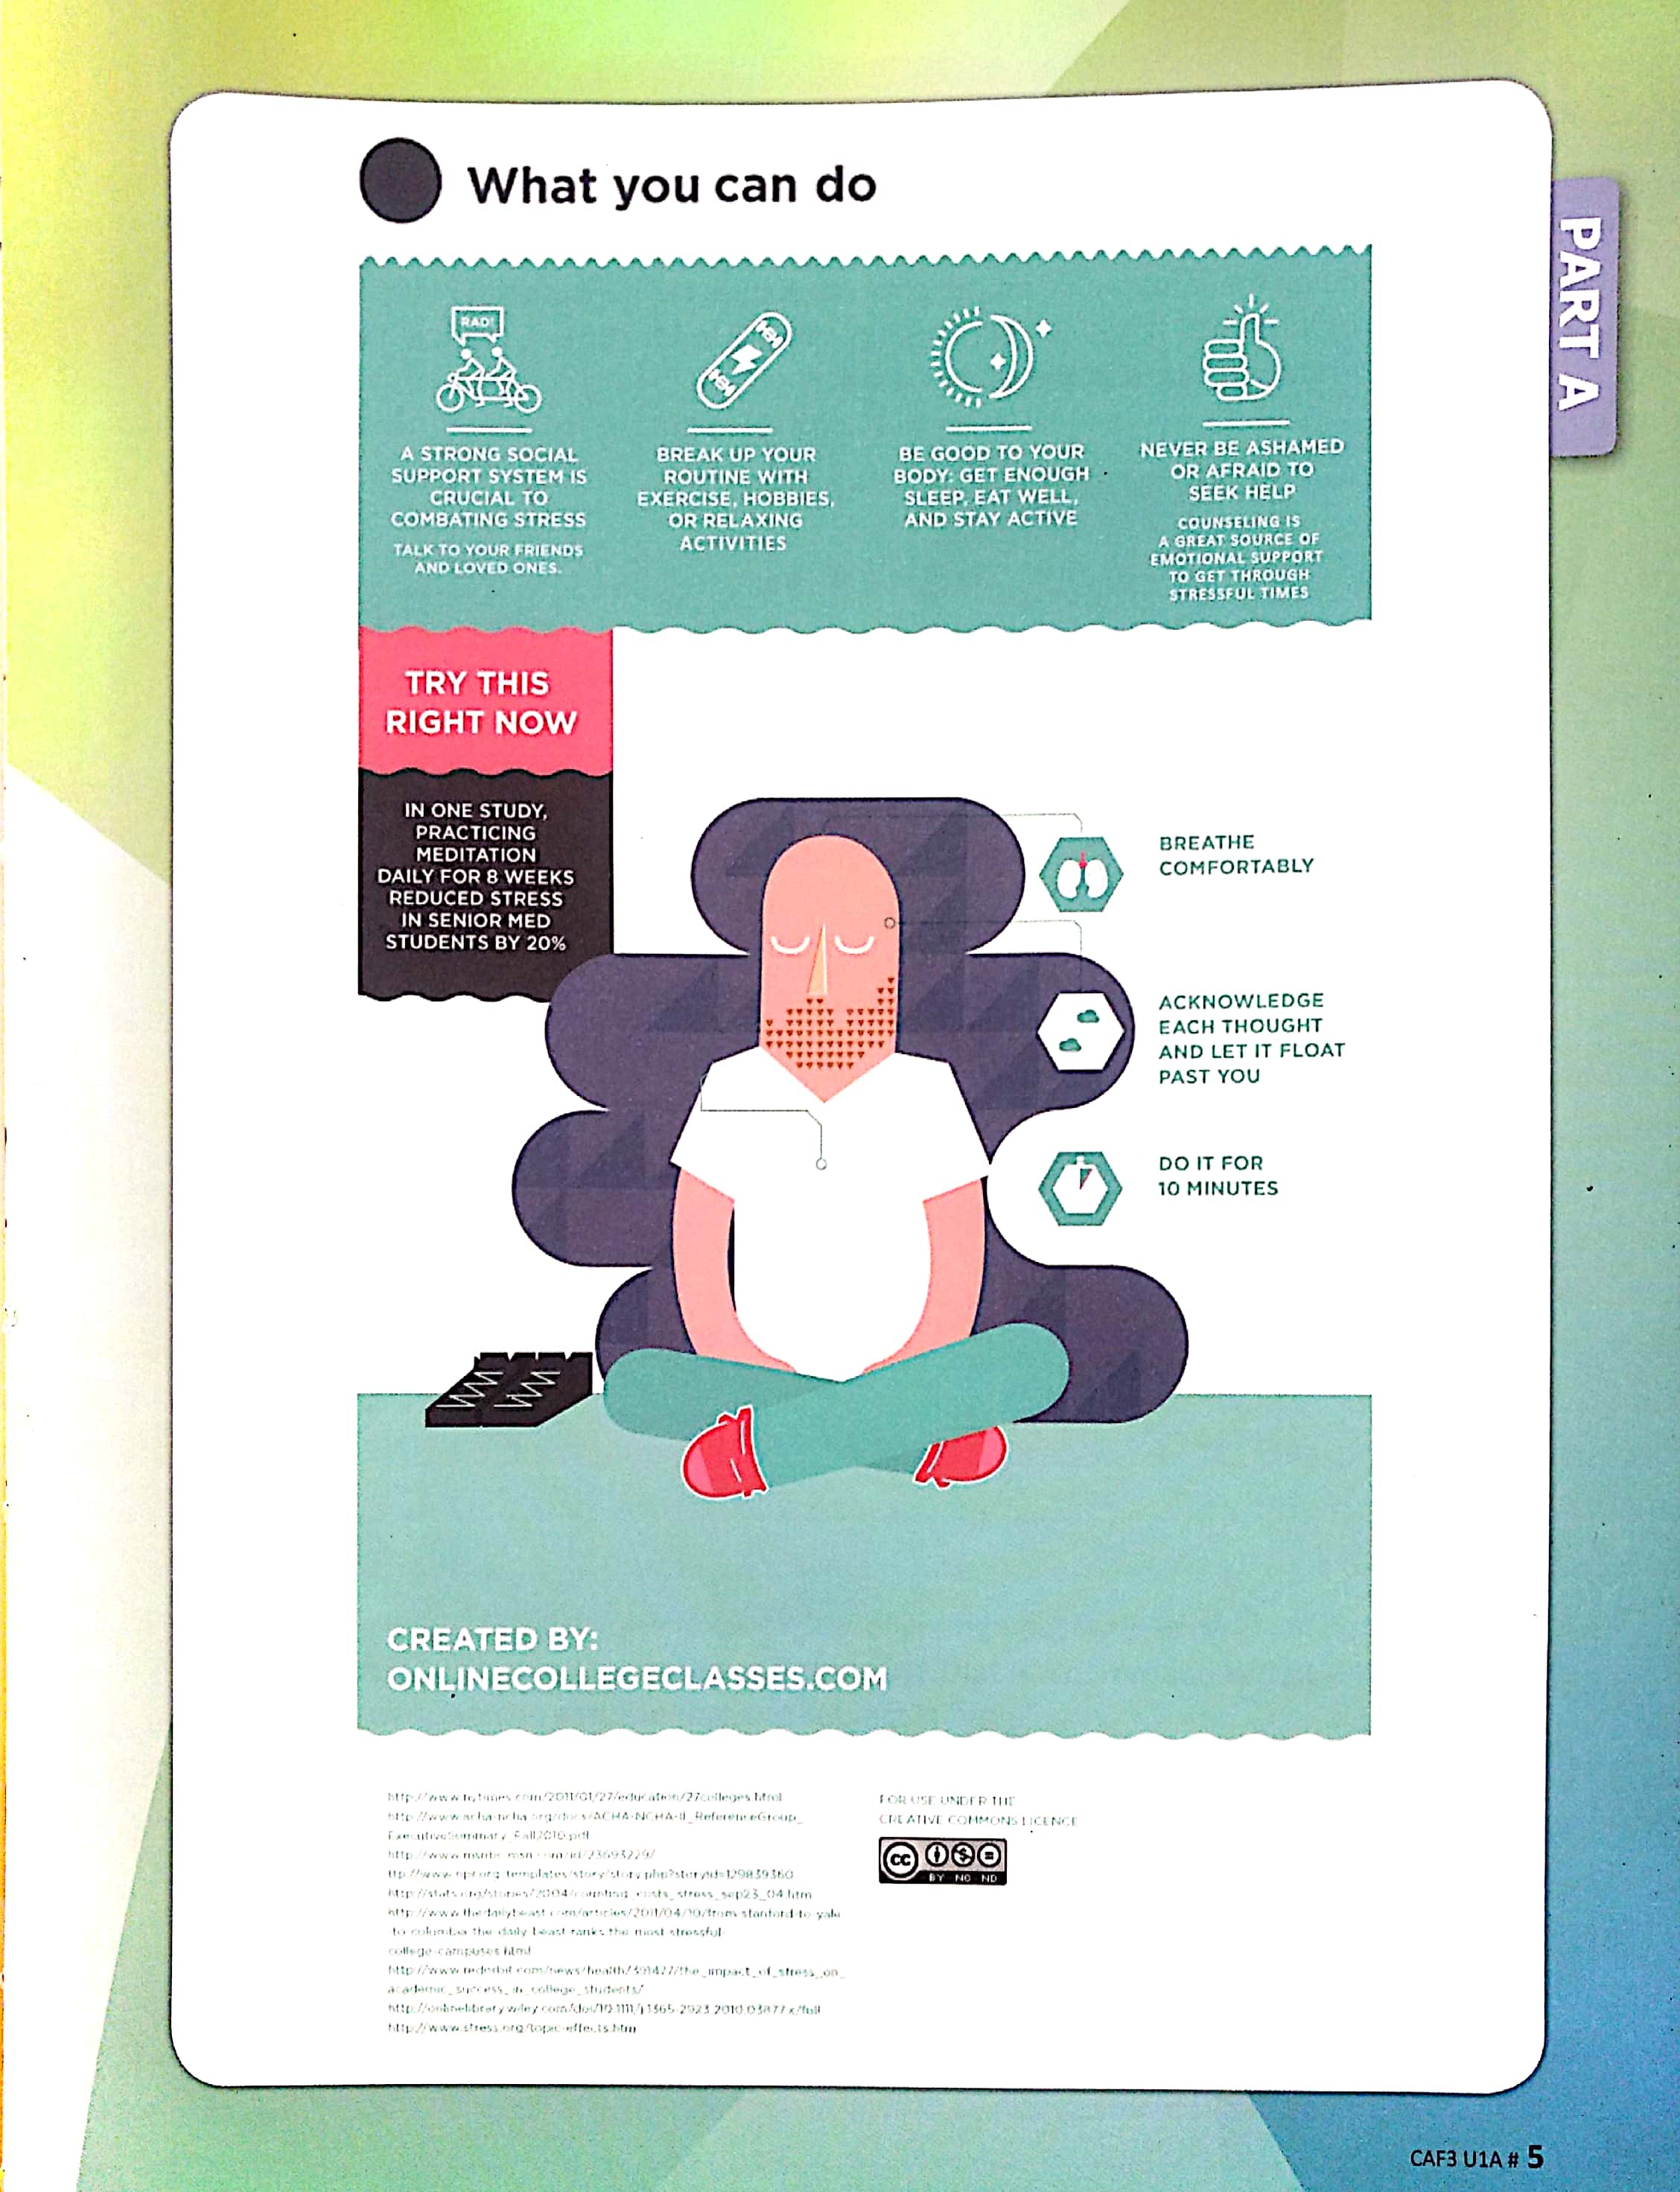 What you can do
PART A
RAD!
A STRONG SOCIAL
SUPPORT SYSTEM IS
CRUCIAL TO
COMBATING STRESS
TALK TO YOUR FRIENDS
AND LOVED ONES.
BREAK UP YOUR
ROUTINE WITH
EXERCISE, HOBBIES,
OR RELAXING
ACTIVITIES
BE GOOD TO YOUR
BODY: GET ENOUGH
SLEEP, EAT WELL,
AND STAY ACTIVE
NEVER BE ASHAMED
OR AFRAID TO
SEEK HELP
COUNSELING IS
A GREAT SOURCE OF
EMOTIONAL SUPPORT
TO GET THROUGH
STRESSFUL TIMES
TRY THIS
RIGHT NOW
IN ONE STUDY,
PRACTICING
MEDITATION
DAILY FOR 8 WEEKS
REDUCED STRESS
IN SENIOR MED
STUDENTS BY 20%
BREATHE
COMFORTABLY
ACKNOWLEDGE
EACH THOUGHT
AND LET IT FLOAT
PAST YOU
DO IT FOR
10 MINUTES
CREATED BY:
ONLINECOLLEGECLASSES.COM
http://www.nytimes.com/2011/01/27/education/27colleges.html
http://www.acha-ncha.org/docs/ACHA-NCHA-II_ReferenceGroup_
ExecutiveSummary_Fall2010.pdf
http://www.msnbc.msn.com/id/23693229/
ttp://www.npr.org/templates/story/story.php?storyId=129839360
http://stats.org/stories/2004/counting_costs_stress_sep23_04.htm
http://www.thedailybeast.com/articles/2011/04/10/from-stanford-to-yale
to-columbia-the-daily-beast-ranks-the-most-stressful-
college-campuses.html
http://www.redorbit.com/news/health/391427/the_impact_of_stress_on_
academic_success_in_college_students/
http://onlinelibrary.wiley.com/doi/10.1111/j.1365-2923.2010.03877.x/full
http://www.stress.org/topic-effects.htm
FOR USE UNDER THE
CREATIVE COMMONS LICENCE
cc
BY NC ND
CAF3 U1A # 5